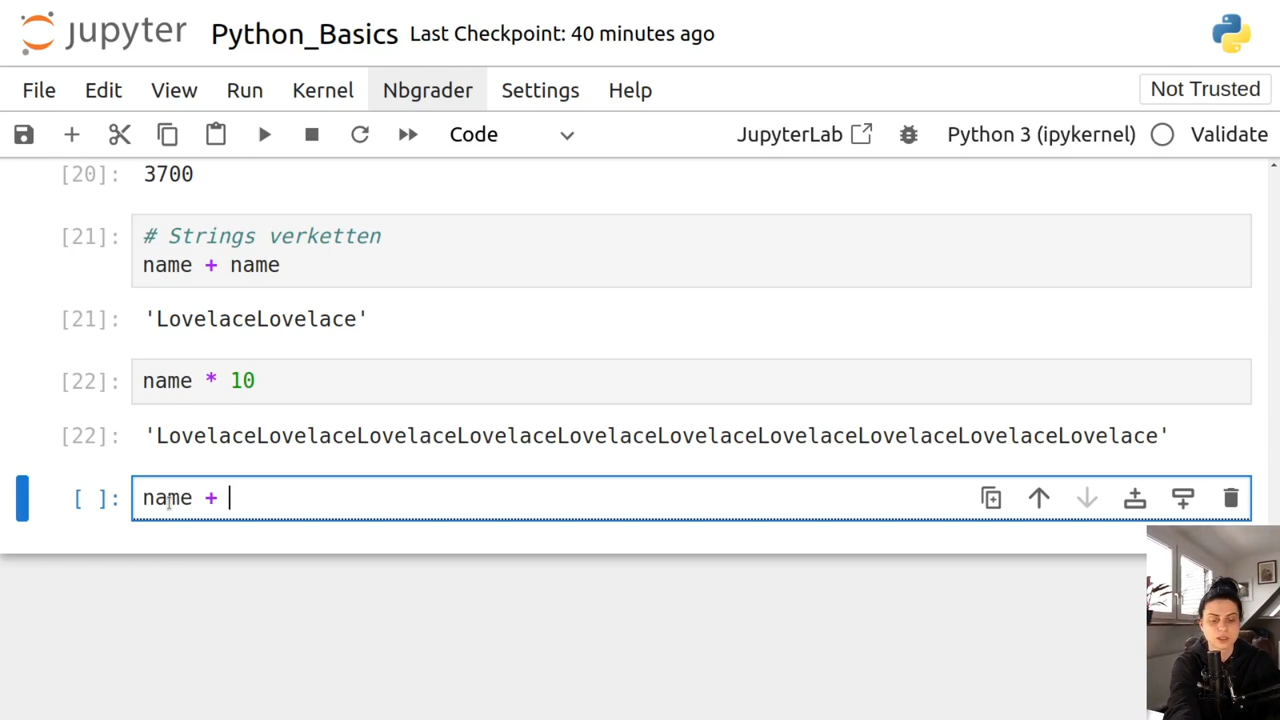 jupyter Python_Basics Last Checkpoint: 40 minutes ago
File Edit View Run Kernel Nbgrader Settings Help Not Trusted
Code JupyterLab Python 3 (ipykernel) Validate
[20]: 3700
[21]: # Strings verketten
name + name
[21]: 'LovelaceLovelace'
[22]: name * 10
[22]: 'LovelaceLovelaceLovelaceLovelaceLovelaceLovelaceLovelaceLovelaceLovelaceLovelace'
[ ]: name +